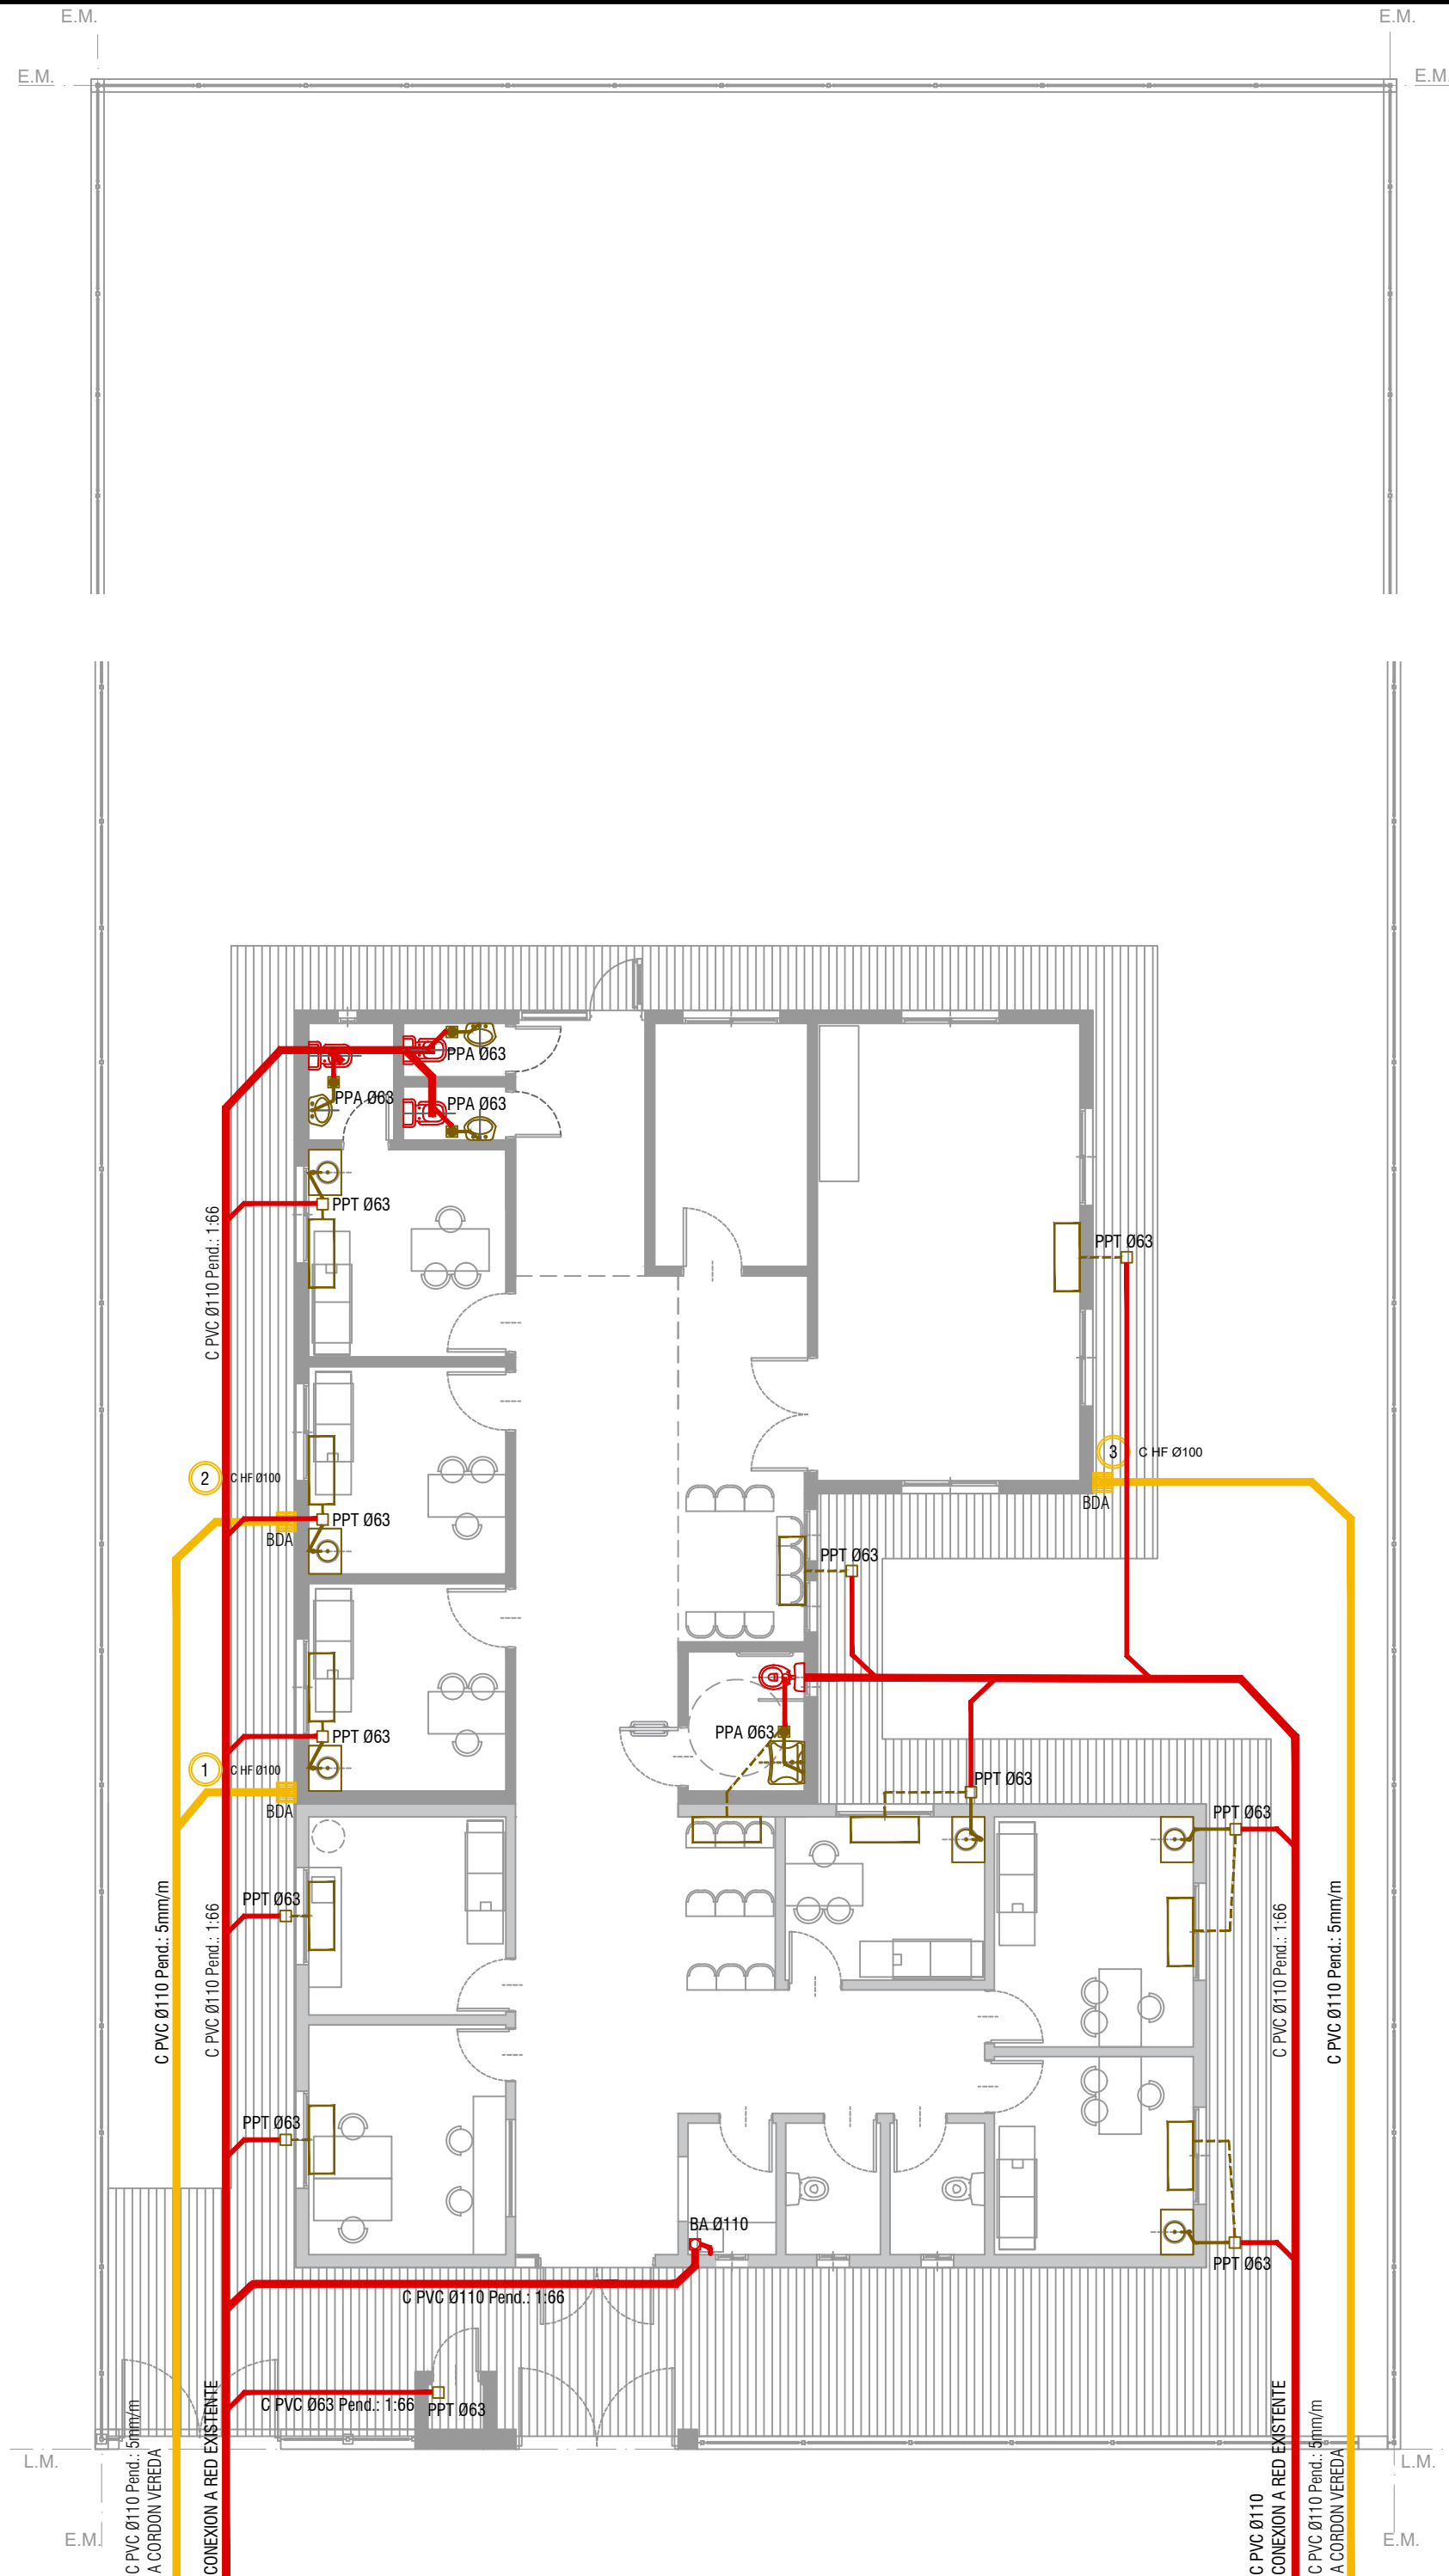 E.M.
E.M.
E.M.
E.M.
PPA Ø63
PPA Ø63
PPA Ø63
PPT Ø63
C PVC Ø110 Pend.: 1:66
PPT Ø63
3
C HF Ø100
BDA
2
C HF Ø100
PPT Ø63
BDA
PPT Ø63
PPA Ø63
PPT Ø63
1
C HF Ø100
BDA
PPT Ø63
PPT Ø63
PPT Ø63
C PVC Ø110 Pend.: 5mm/m
C PVC Ø110 Pend.: 1:66
C PVC Ø110 Pend.: 1:66
C PVC Ø110 Pend.: 5mm/m
PPT Ø63
BA Ø110
PPT Ø63
C PVC Ø110 Pend.: 1:66
C PVC Ø63 Pend.: 1:66
PPT Ø63
L.M.
L.M.
C PVC Ø110 Pend.: 5mm/m
A CORDON VEREDA
CONEXION A RED EXISTENTE
C PVC Ø110
CONEXION A RED EXISTENTE
C PVC Ø110 Pend.: 5mm/m
A CORDON VEREDA
E.M.
E.M.